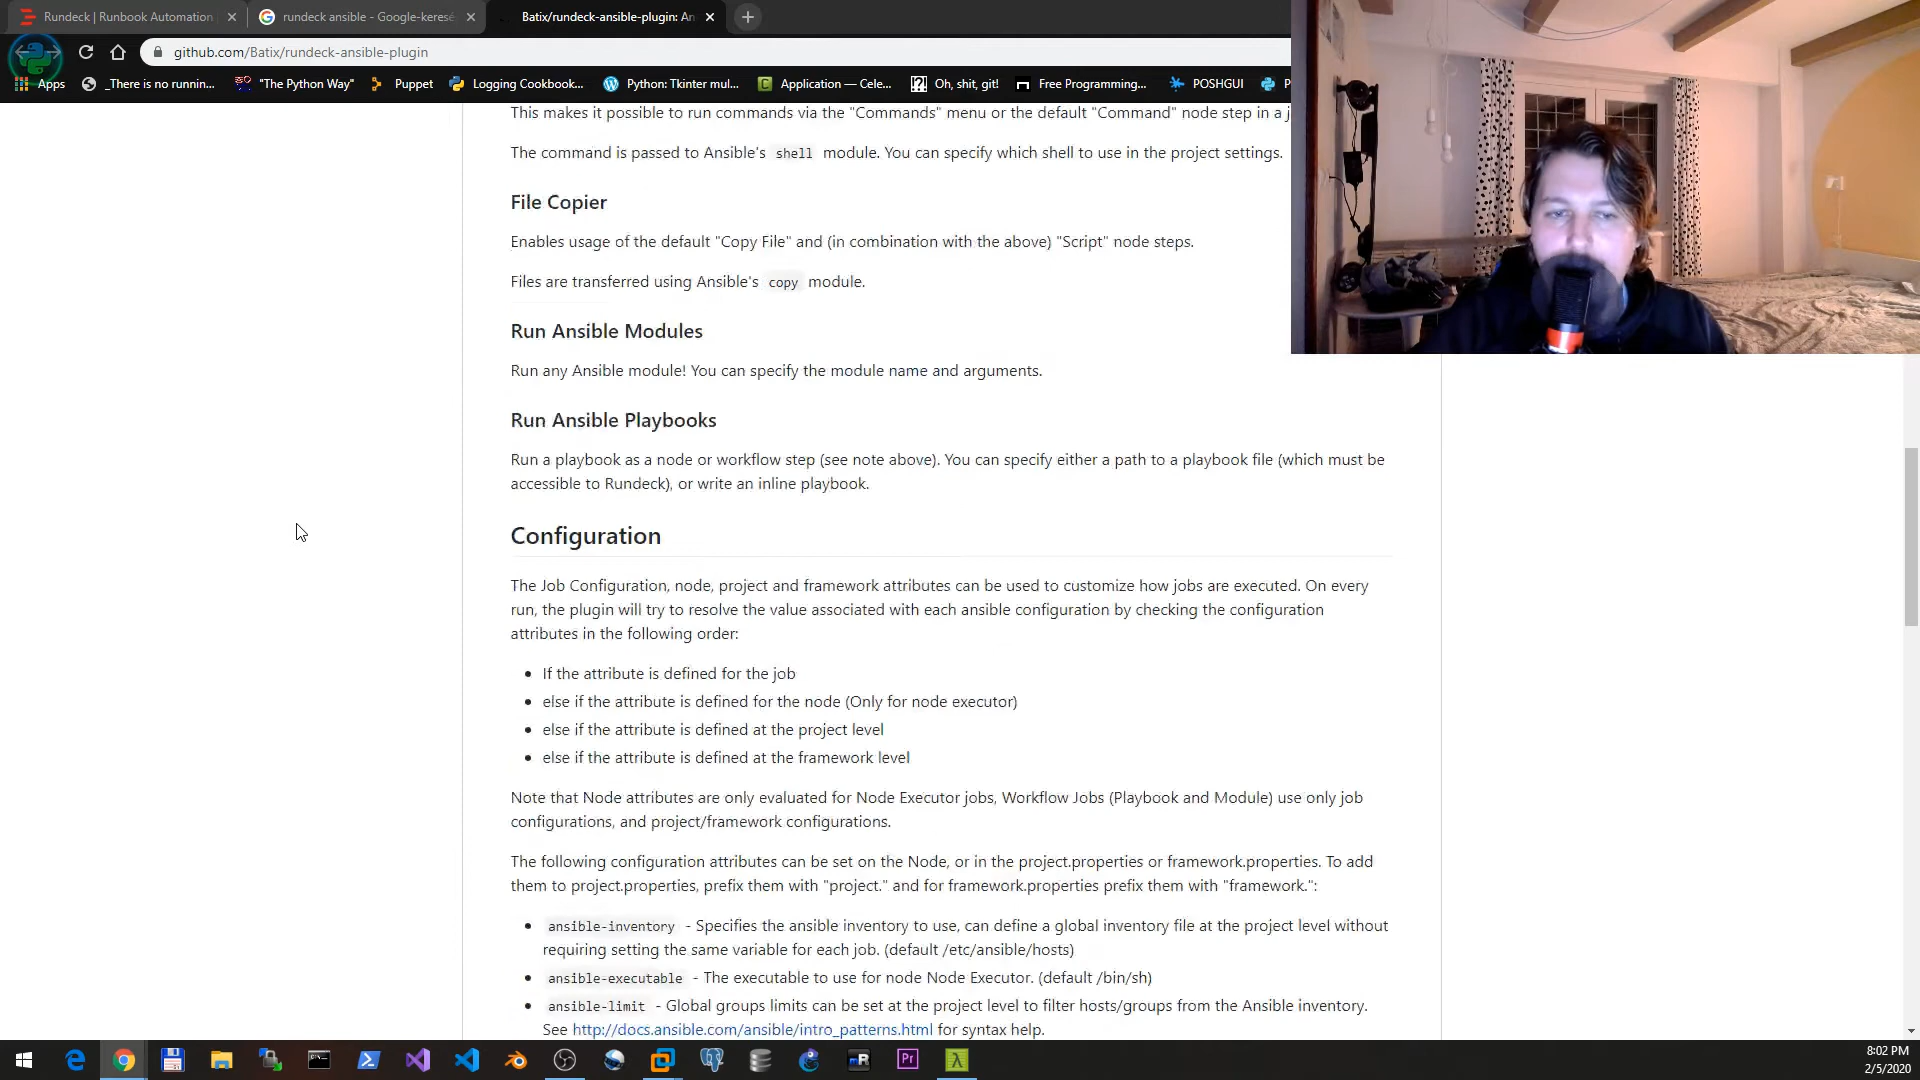 Rundeck | Runbook Automation
rundeck ansible - Google-keresé
Batix/rundeck-ansible-plugin: An
github.com/Batix/rundeck-ansible-plugin
Apps
_There is no runnin...
"The Python Way"
Puppet
Logging Cookbook...
Python: Tkinter mul...
Application — Cele...
Oh, shit, git!
Free Programming...
POSHGUI
P
This makes it possible to run commands via the "Commands" menu or the default "Command" node step in a j
The command is passed to Ansible's shell module. You can specify which shell to use in the project settings.
File Copier
Enables usage of the default "Copy File" and (in combination with the above) "Script" node steps.
Files are transferred using Ansible's copy module.
Run Ansible Modules
Run any Ansible module! You can specify the module name and arguments.
Run Ansible Playbooks
Run a playbook as a node or workflow step (see note above). You can specify either a path to a playbook file (which must be
accessible to Rundeck), or write an inline playbook.
Configuration
The Job Configuration, node, project and framework attributes can be used to customize how jobs are executed. On every
run, the plugin will try to resolve the value associated with each ansible configuration by checking the configuration
attributes in the following order:
• If the attribute is defined for the job
• else if the attribute is defined for the node (Only for node executor)
• else if the attribute is defined at the project level
• else if the attribute is defined at the framework level
Note that Node attributes are only evaluated for Node Executor jobs, Workflow Jobs (Playbook and Module) use only job
configurations, and project/framework configurations.
The following configuration attributes can be set on the Node, or in the project.properties or framework.properties. To add
them to project.properties, prefix them with "project." and for framework.properties prefix them with "framework.":
• ansible-inventory - Specifies the ansible inventory to use, can define a global inventory file at the project level without
requiring setting the same variable for each job. (default /etc/ansible/hosts)
• ansible-executable - The executable to use for node Node Executor. (default /bin/sh)
• ansible-limit - Global groups limits can be set at the project level to filter hosts/groups from the Ansible inventory.
See http://docs.ansible.com/ansible/intro_patterns.html for syntax help.
mR
Pr
8:02 PM
2/5/2020